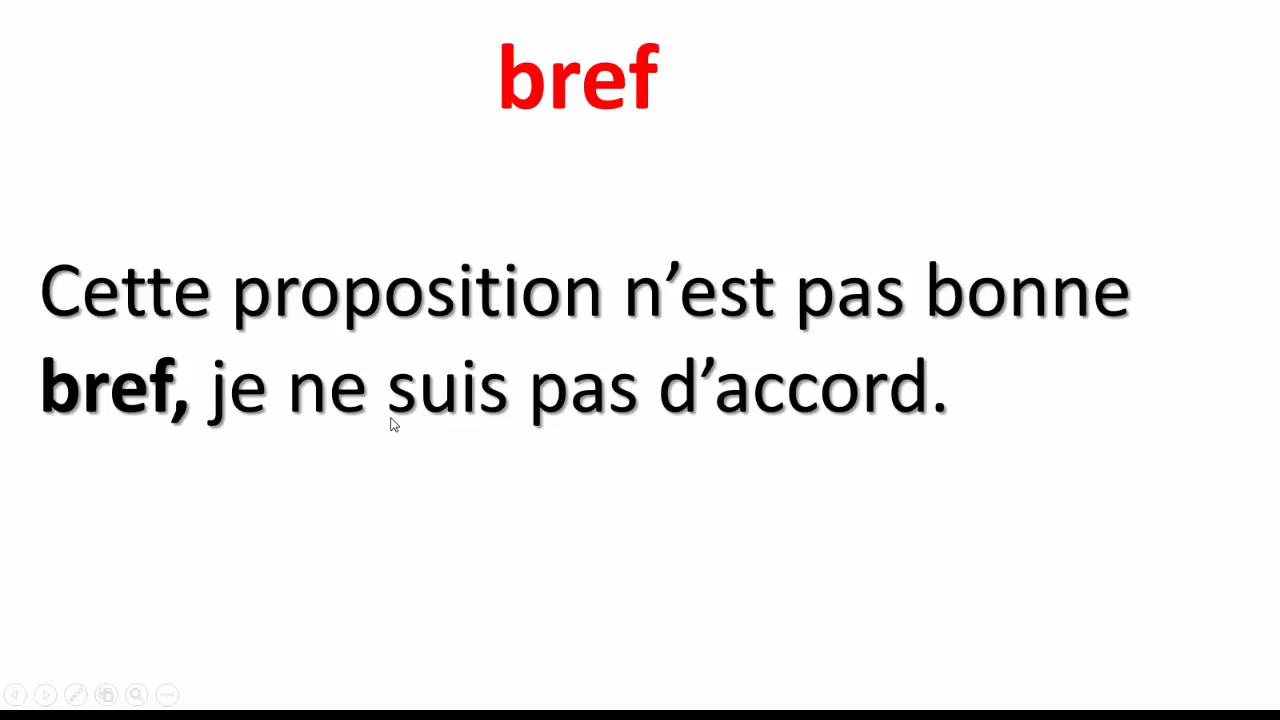 bref
Cette proposition n’est pas bonne
bref, je ne suis pas d’accord.